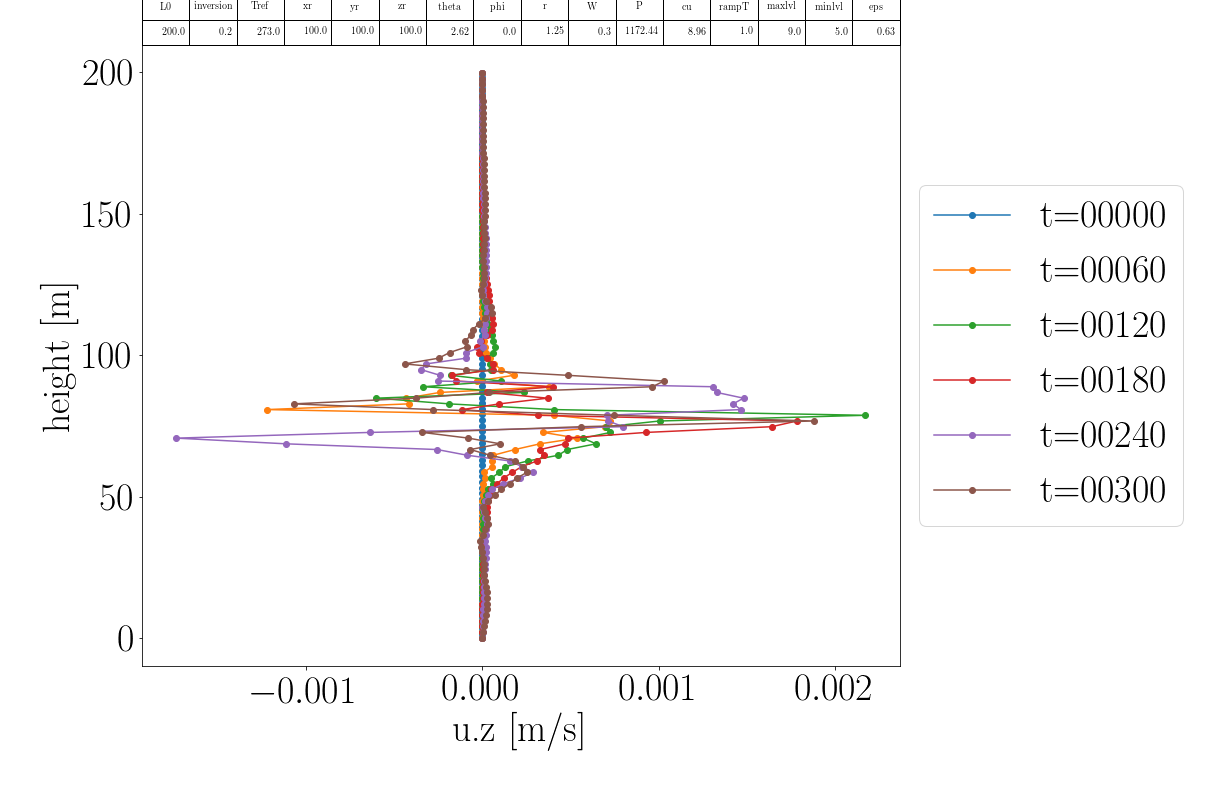 L0 inversion Tref xr yr zr theta phi r W P cu rampT maxlvl minlvl eps
200.0 0.2 273.0 100.0 100.0 100.0 2.62 0.0 1.25 0.3 1172.44 8.96 1.0 9.0 5.0 0.63
200
150
100
50
0
height [m]
−0.001 0.000 0.001 0.002
u.z [m/s]
t=00000
t=00060
t=00120
t=00180
t=00240
t=00300